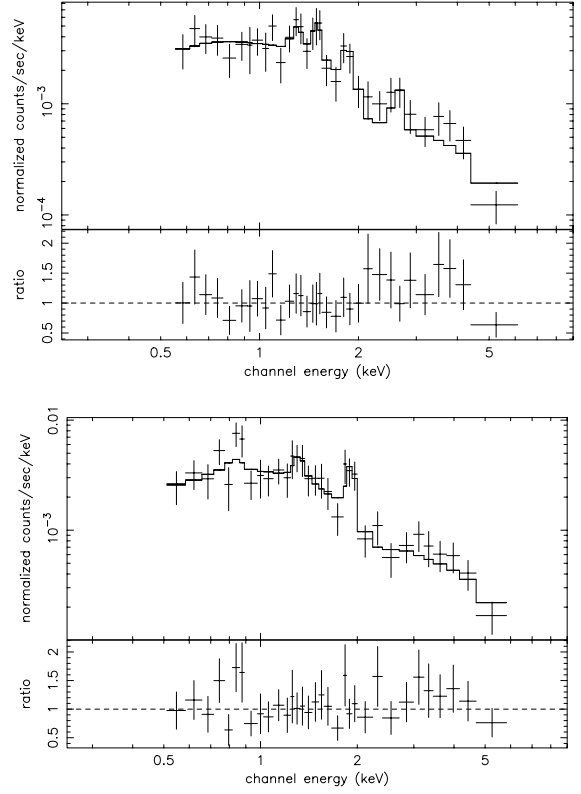 normalized counts/sec/keV
10⁻³
10⁻⁴
ratio
2
1.5
1
0.5
0.5 1 2 5
channel energy (keV)
normalized counts/sec/keV
0.01
10⁻³
ratio
2
1.5
1
0.5
0.5 1 2 5
channel energy (keV)